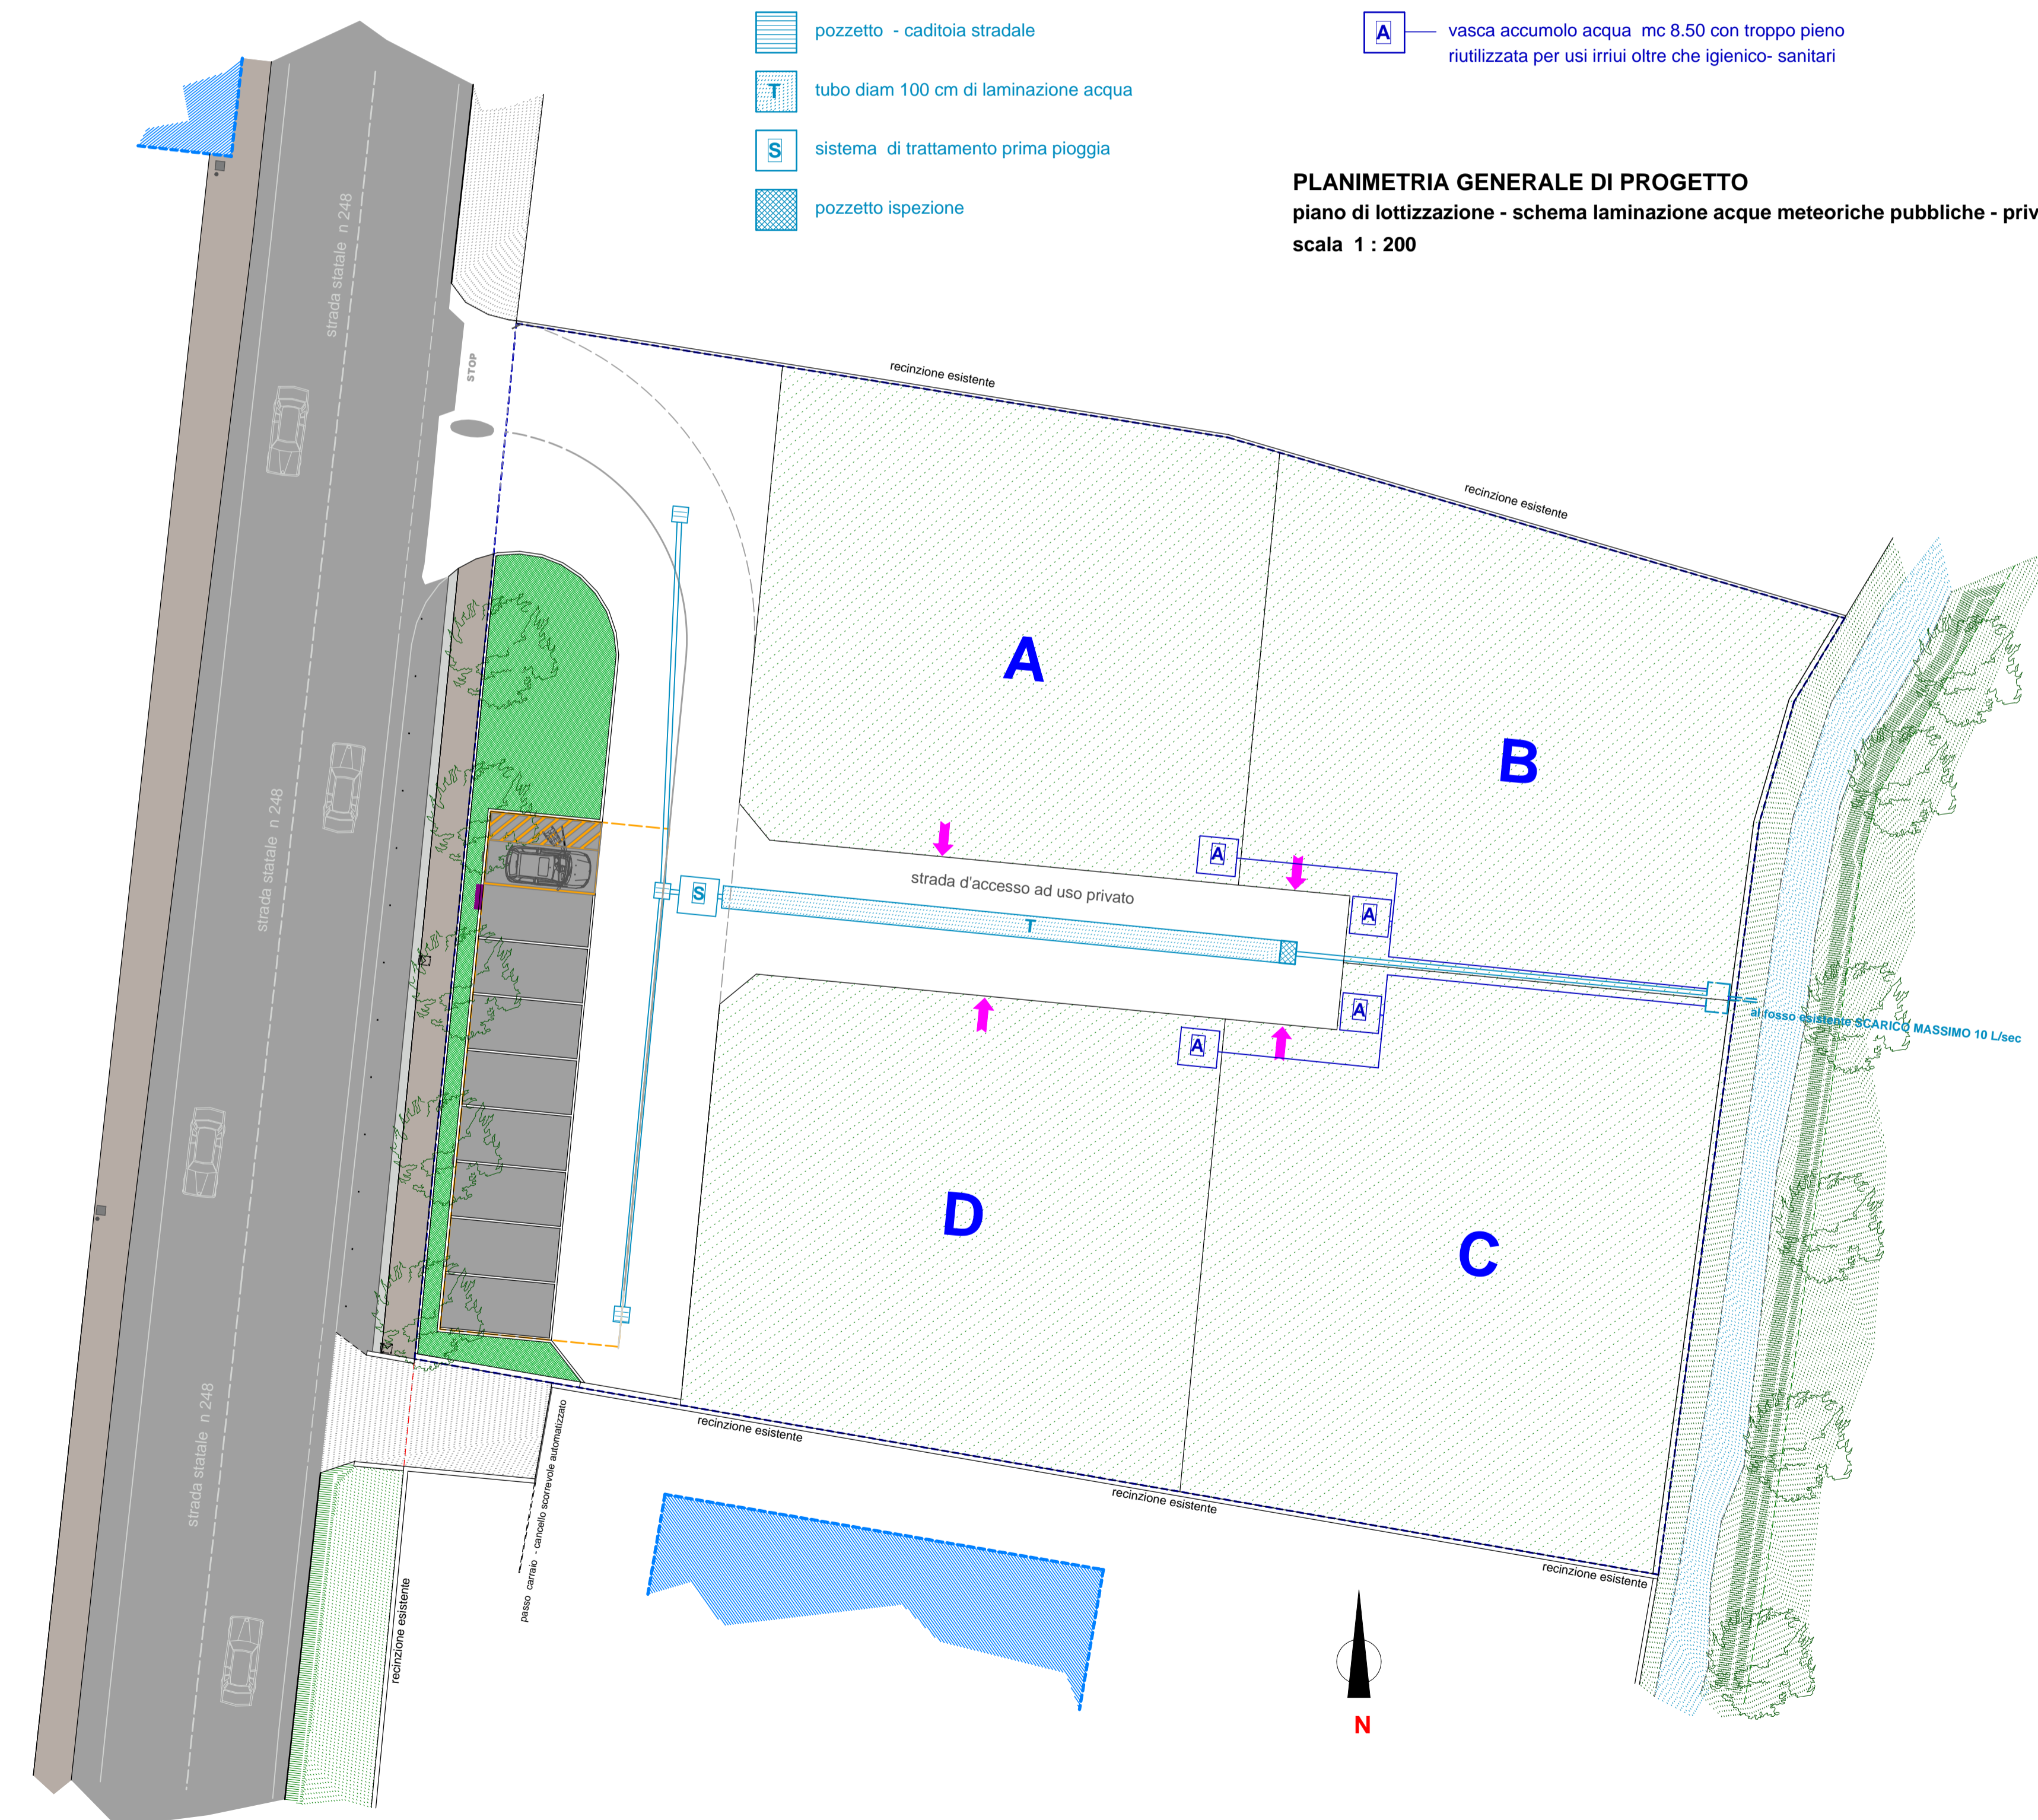 pozzetto - caditoia stradale
T
tubo diam 100 cm di laminazione acqua
S
sistema di trattamento prima pioggia
pozzetto ispezione
A
vasca accumolo acqua mc 8.50 con troppo pieno
riutilizzata per usi irriui oltre che igienico- sanitari
PLANIMETRIA GENERALE DI PROGETTO
piano di lottizzazione - schema laminazione acque meteoriche pubbliche - priv
scala 1 : 200
strada statale n 248
STOP
recinzione esistente
recinzione esistente
A
B
strada statale n 248
A
S
strada d'accesso ad uso privato
A
T
A
A
al fosso esistente SCARICO MASSIMO 10 L/sec
D
C
strada statale n 248
recinzione esistente
recinzione esistente
recinzione esistente
passo carraio - cancello scorrevole automatizzato
recinzione esistente
N